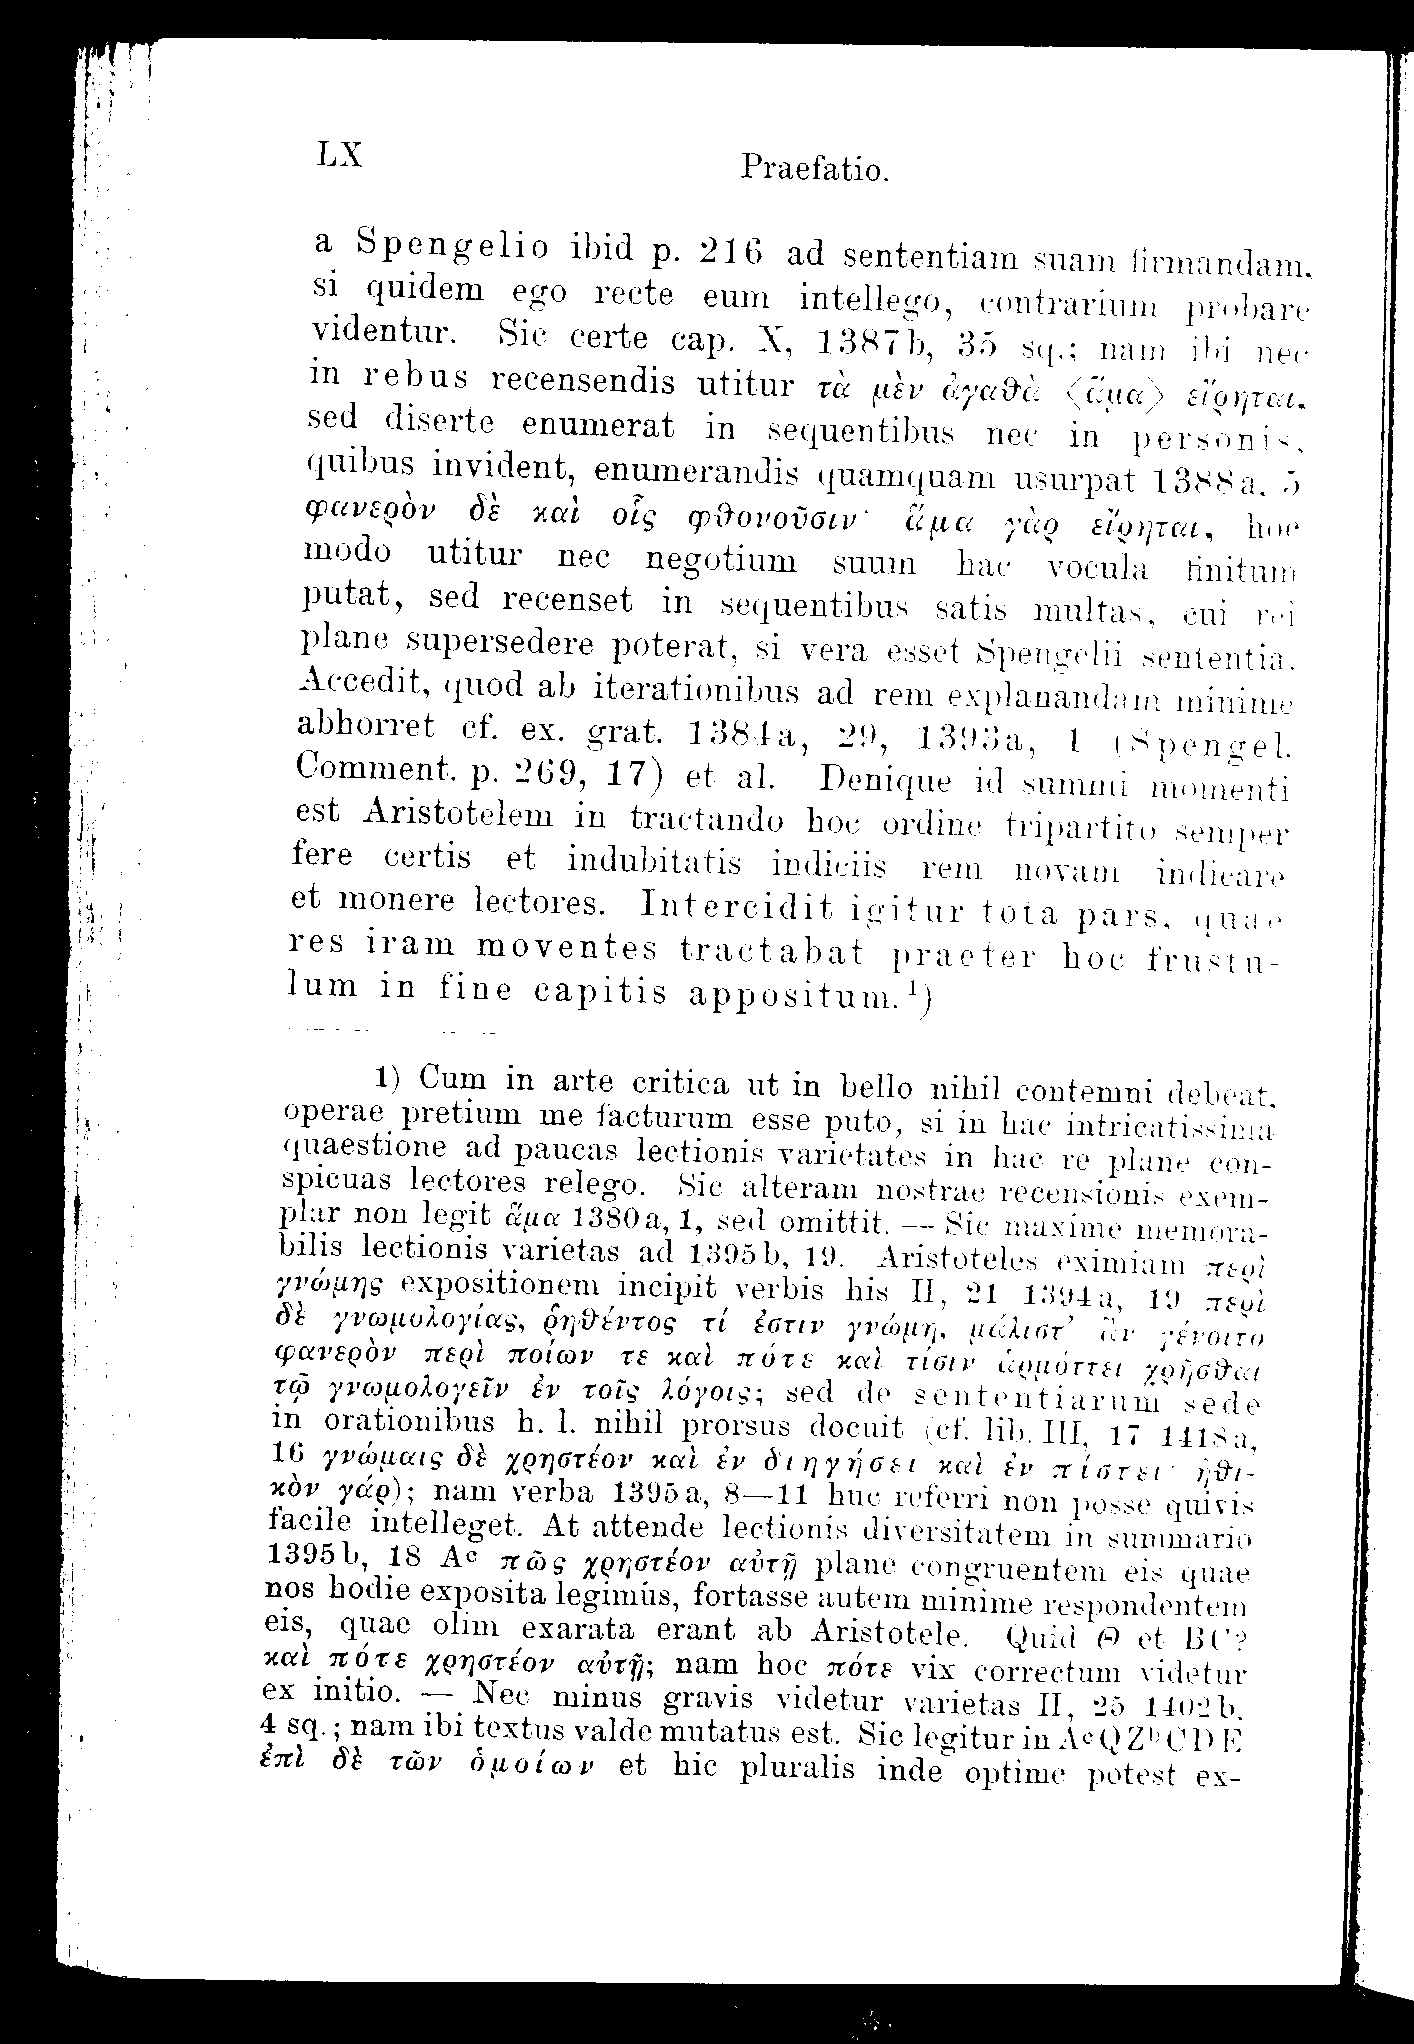 LX
Praefatio.
a Spengelio ibid p. 216 ad sententiam suam firmandam,
si quidem ego recte eum intellego, contrarium probare
videntur. Sic certe cap. X, 1387b, 35 sq.; nam ibi nec
in rebus recensendis utitur τὰ μὲν ἀγαθὰ ⟨ἅμα⟩ εἴρηται,
sed diserte enumerat in sequentibus nec in personis,
quibus invident, enumerandis quamquam usurpat 1388a, 5
φανερὸν δὲ καὶ οἷς φθονοῦσιν· ἅμα γὰρ εἴρηται, hoc
modo utitur nec negotium suum hac vocula finitum
putat, sed recenset in sequentibus satis multas, cui rei
plane supersedere poterat, si vera esset Spengelii sententia.
Accedit, quod ab iterationibus ad rem explanandam minime
abhorret cf. ex. grat. 1384a, 29, 1393a, 1 (Spengel.
Comment. p. 269, 17) et al. Denique id summi momenti
est Aristotelem in tractando hoc ordine tripartito semper
fere certis et indubitatis indiciis rem novam indicare
et monere lectores. Intercidit igitur tota pars, quae
res iram moventes tractabat praeter hoc frustu-
lum in fine capitis appositum.¹)
1) Cum in arte critica ut in bello nihil contemni debeat,
operae pretium me facturum esse puto, si in hac intricatissima
quaestione ad paucas lectionis varietates in hac re plane con-
spicuas lectores relego. Sic alteram nostrae recensionis exem-
plar non legit ἅμα 1380a, 1, sed omittit. — Sic maxime memora-
bilis lectionis varietas ad 1395b, 19. Aristoteles eximiam περὶ
γνώμης expositionem incipit verbis his II, 21 1394a, 19 περὶ
δὲ γνωμολογίας, ῥηθέντος τί ἐστιν γνώμη, μάλιστ' ἂν γένοιτο
φανερὸν περὶ ποίων τε καὶ πότε καὶ τίσιν ἁρμόττει χρῆσθαι
τῷ γνωμολογεῖν ἐν τοῖς λόγοις; sed de sententiarum sede
in orationibus h. l. nihil prorsus docuit (cf. lib. III, 17 1418a,
16 γνώμαις δὲ χρηστέον καὶ ἐν διηγήσει καὶ ἐν πίστει· ἠθι-
κὸν γάρ); nam verba 1395a, 8—11 huc referri non posse quivis
facile intelleget. At attende lectionis diversitatem in summario
1395b, 18 Aᶜ πῶς χρηστέον αὐτῇ plane congruentem eis quae
nos hodie exposita legimus, fortasse autem minime respondentem
eis, quae olim exarata erant ab Aristotele. Quid Θ et BC?
καὶ πότε χρηστέον αὐτῇ; nam hoc πότε vix correctum videtur
ex initio. — Nec minus gravis videtur varietas II, 25 1402b,
4 sq.; nam ibi textus valde mutatus est. Sic legitur in AᶜQZᵇCDE
ἐπὶ δὲ τῶν ὁμοίων et hic pluralis inde optime potest ex-